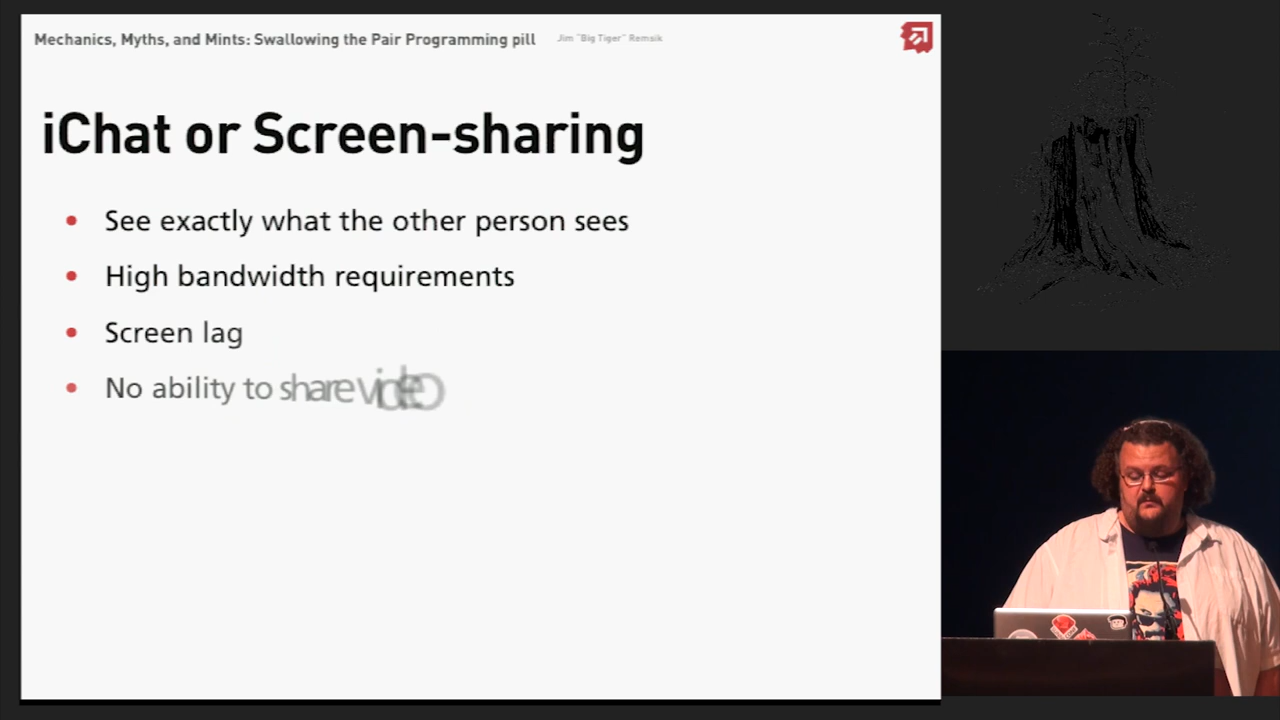 Mechanics, Myths, and Mints: Swallowing the Pair Programming pill
Jim "Big Tiger" Remsik
iChat or Screen-sharing
• See exactly what the other person sees
• High bandwidth requirements
• Screen lag
• No ability to share video